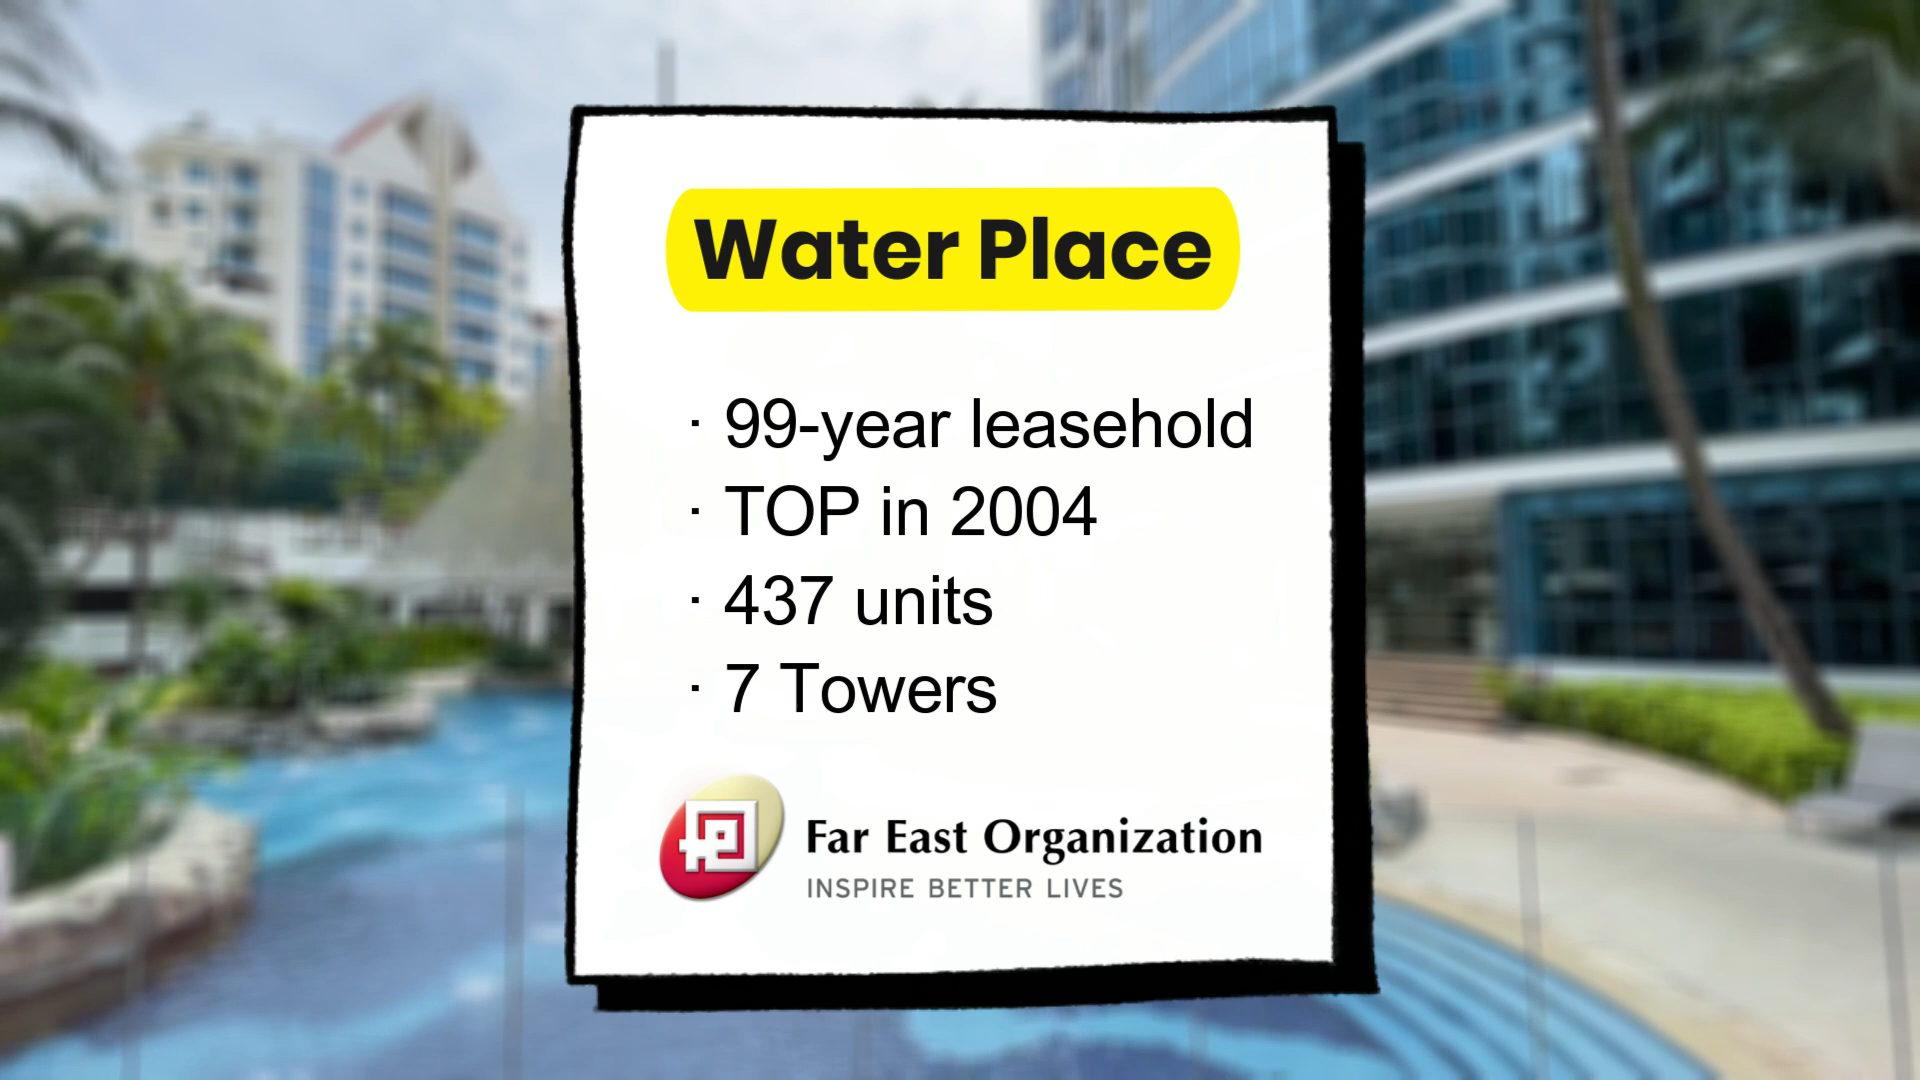 Water Place
· 99-year leasehold
· TOP in 2004
· 437 units
· 7 Towers
Far East Organization
INSPIRE BETTER LIVES